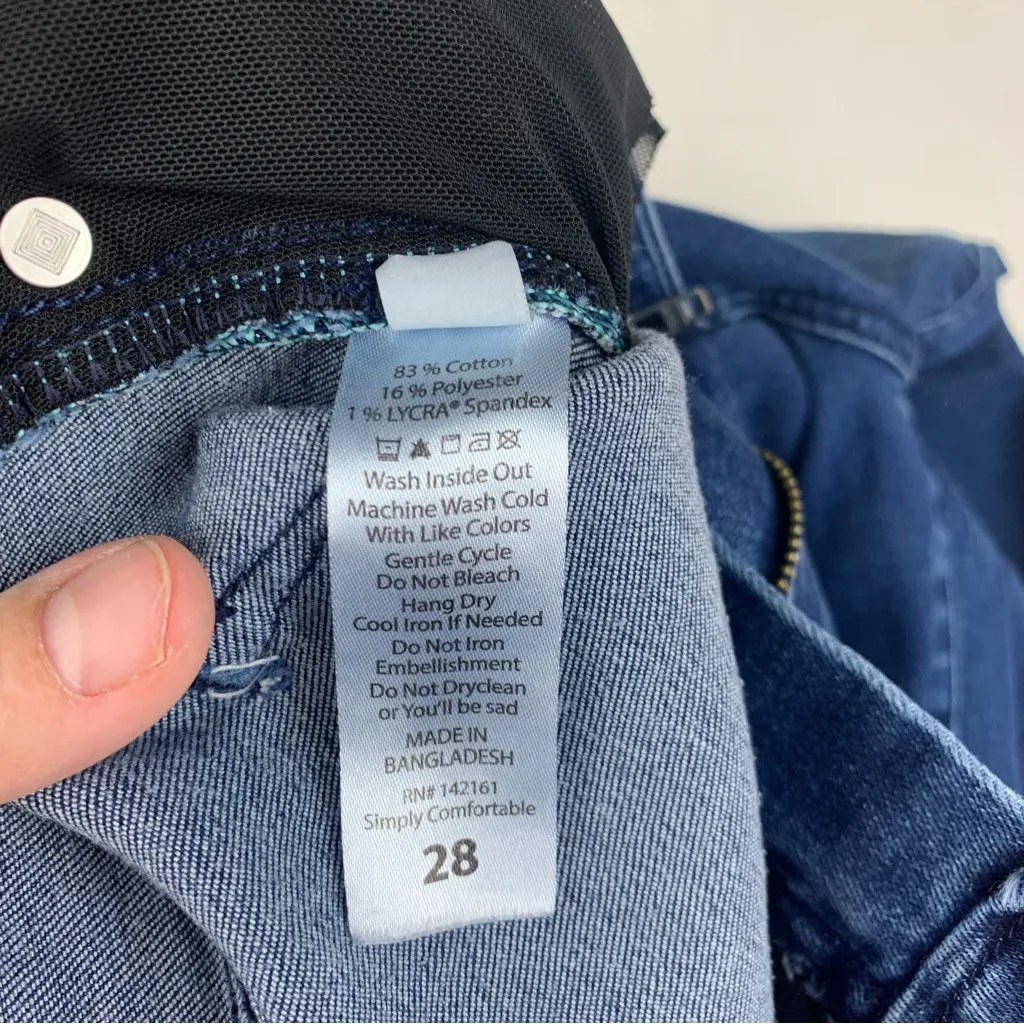 83 % Cotton
16 % Polyester
1 % LYCRA® Spandex
Wash Inside Out
Machine Wash Cold
With Like Colors
Gentle Cycle
Do Not Bleach
Hang Dry
Cool Iron If Needed
Do Not Iron
Embellishment
Do Not Dryclean
or You'll be sad
MADE IN
BANGLADESH
RN# 142161
Simply Comfortable
28